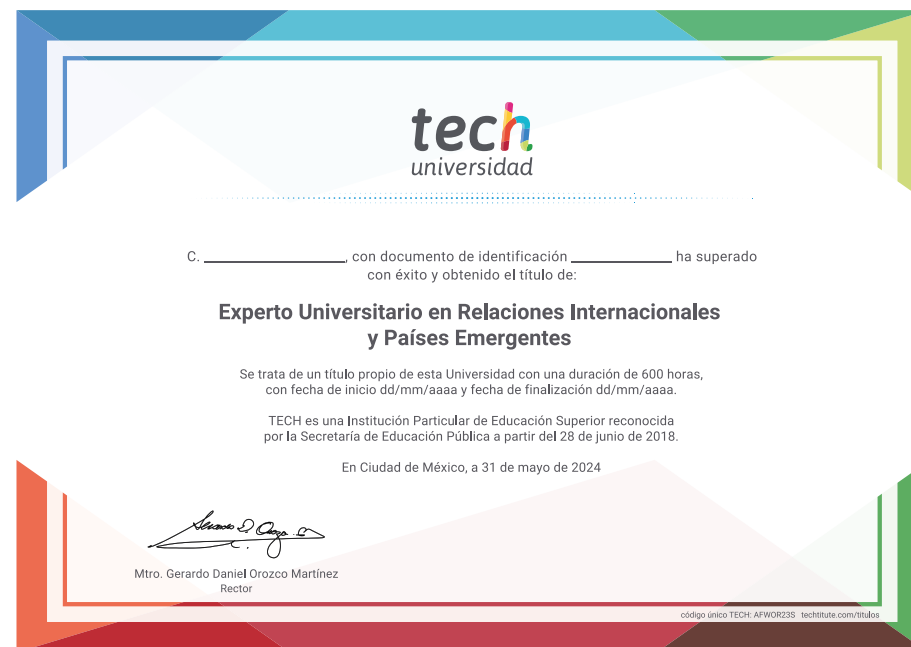 tech
universidad
C. ____________, con documento de identificación ____________ ha superado
con éxito y obtenido el título de:
Experto Universitario en Relaciones Internacionales
y Países Emergentes
Se trata de un título propio de esta Universidad con una duración de 600 horas,
con fecha de inicio dd/mm/aaaa y fecha de finalización dd/mm/aaaa.
TECH es una Institución Particular de Educación Superior reconocida
por la Secretaría de Educación Pública a partir del 28 de junio de 2018.
En Ciudad de México, a 31 de mayo de 2024
Mtro. Gerardo Daniel Orozco Martínez
Rector
código único TECH: AFWOR23S techtitute.com/titulos